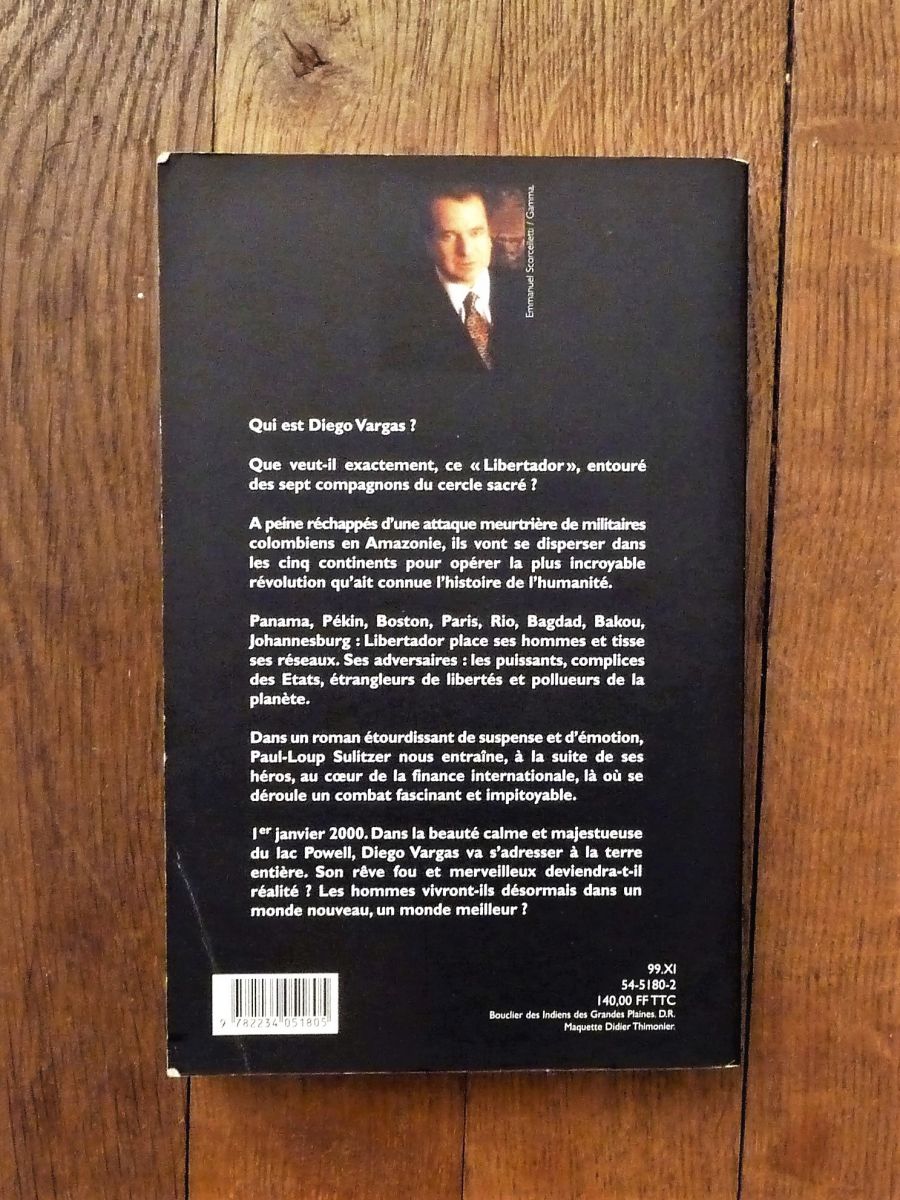 Emmanuel Scorcelletti / Gamma.
Qui est Diego Vargas ?
Que veut-il exactement, ce « Libertador », entouré
des sept compagnons du cercle sacré ?
A peine réchappés d'une attaque meurtrière de militaires
colombiens en Amazonie, ils vont se disperser dans
les cinq continents pour opérer la plus incroyable
révolution qu'ait connue l'histoire de l'humanité.
Panama, Pékin, Boston, Paris, Rio, Bagdad, Bakou,
Johannesburg : Libertador place ses hommes et tisse
ses réseaux. Ses adversaires : les puissants, complices
des Etats, étrangleurs de libertés et pollueurs de la
planète.
Dans un roman étourdissant de suspense et d'émotion,
Paul-Loup Sulitzer nous entraîne, à la suite de ses
héros, au cœur de la finance internationale, là où se
déroule un combat fascinant et impitoyable.
1er janvier 2000. Dans la beauté calme et majestueuse
du lac Powell, Diego Vargas va s'adresser à la terre
entière. Son rêve fou et merveilleux deviendra-t-il
réalité ? Les hommes vivront-ils désormais dans un
monde nouveau, un monde meilleur ?
99.XI
54-5180-2
140,00 FF TTC
Bouclier des Indiens des Grandes Plaines. D.R.
Maquette Didier Thimonier.
9 782234 051805